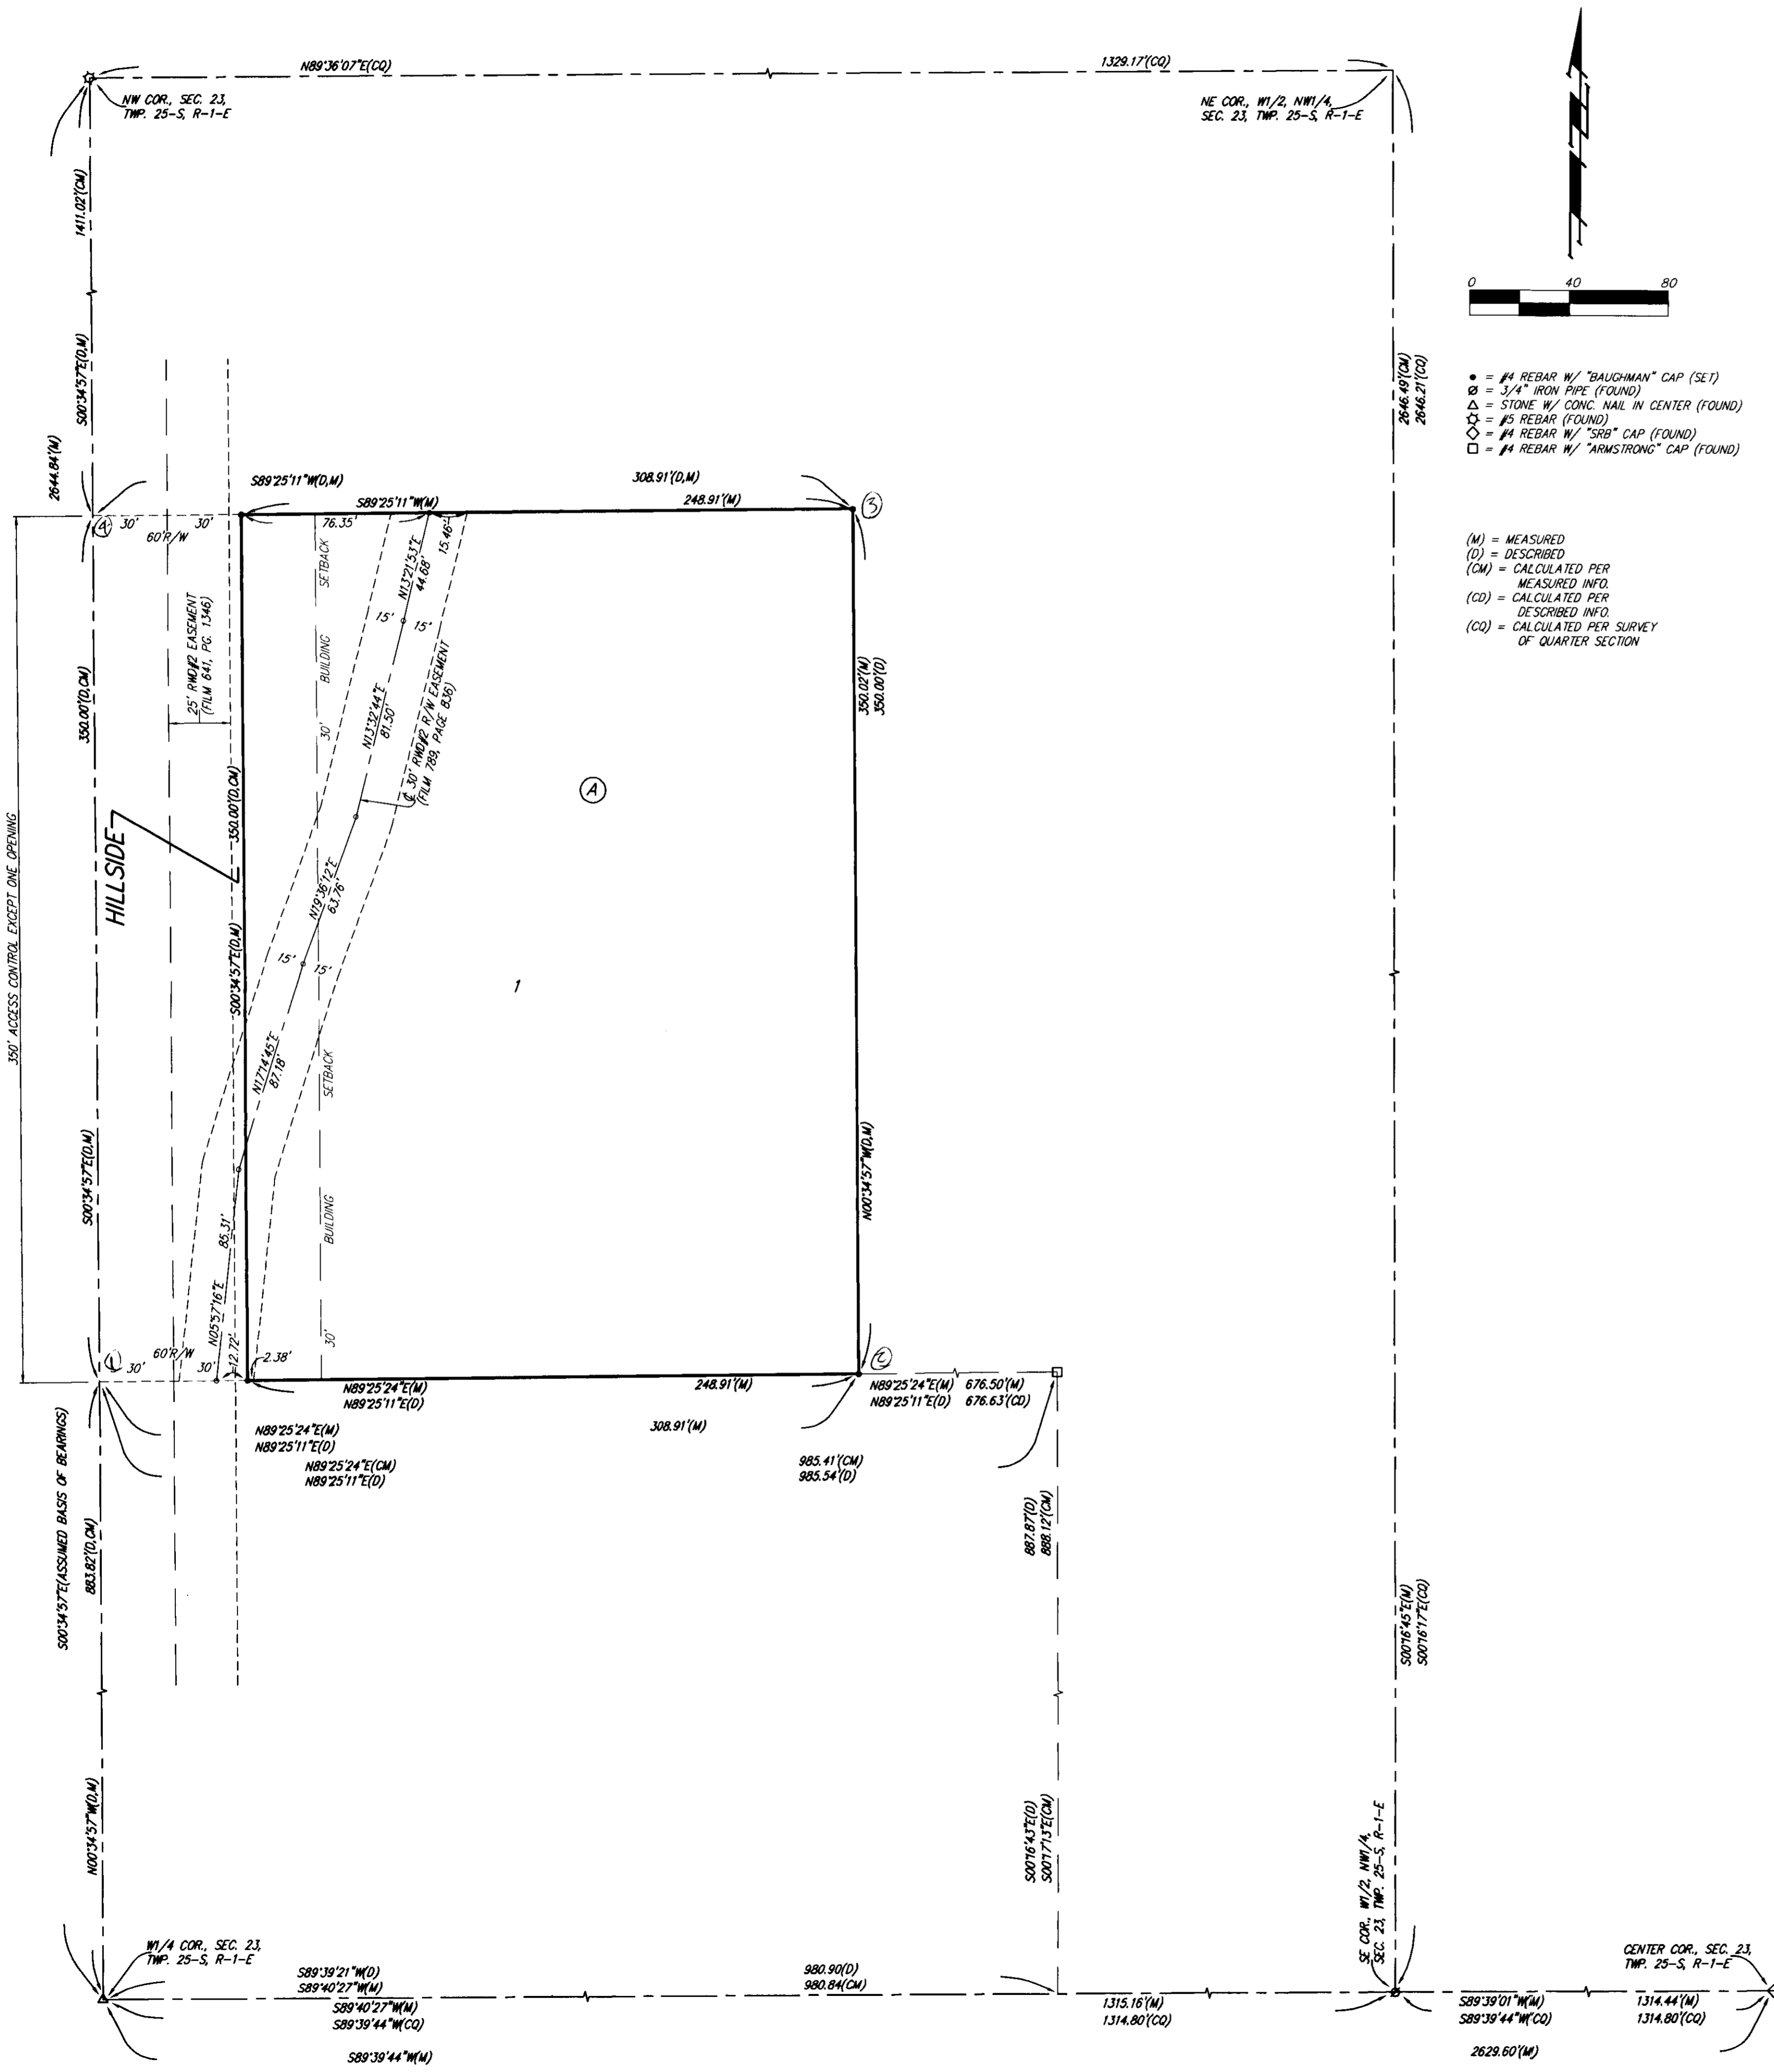 N89°36'07"E(CQ)
1329.17'(CQ)
NW COR., SEC. 23,
TWP. 25-S, R-1-E
NE COR., W1/2, NW1/4,
SEC. 23, TWP. 25-S, R-1-E
1411.02'(CM)
S00°34'57"E(D,M)
2644.84'(M)
2646.49'(CM)
2646.21'(CQ)
0 40 80
● = #4 REBAR W/ "BAUGHMAN" CAP (SET)
Ø = 3/4" IRON PIPE (FOUND)
△ = STONE W/ CONC. NAIL IN CENTER (FOUND)
= #5 REBAR (FOUND)
◇ = #4 REBAR W/ "SRB" CAP (FOUND)
□ = #4 REBAR W/ "ARMSTRONG" CAP (FOUND)
(M) = MEASURED
(D) = DESCRIBED
(CM) = CALCULATED PER
MEASURED INFO.
(CD) = CALCULATED PER
DESCRIBED INFO.
(CQ) = CALCULATED PER SURVEY
OF QUARTER SECTION
S89°25'11"W(D,M)
308.91'(D,M)
S89°25'11"W(M)
248.91'(M)
3
4
30' 30'
60'R/W
76.35'
15.46'
SETBACK
BUILDING
30'
N13°21'53"E
44.68'
15' 15'
25' RWD#2 EASEMENT
(FILM 641, PG. 1346)
N13°32'44"E
81.50'
℄ 30' RWD#2 R/W EASEMENT
(FILM 789, PAGE 836)
350.02'(M)
350.00'(D)
350.00'(D,CM)
350.00'(D,CM)
A
HILLSIDE
350' ACCESS CONTROL EXCEPT ONE OPENING
N19°36'12"E
63.76'
S00°34'57"E(D,M)
15' 15'
1
N17°14'45"E
87.18'
SETBACK
BUILDING
30'
S00°34'57"E(D,M)
N00°34'57"W(D,M)
85.31'
N05°57'16"E
12.72'
2.38'
1
30' 30'
60'R/W
2
N89°25'24"E(M)
N89°25'11"E(D)
248.91'(M)
N89°25'24"E(M) 676.50'(M)
N89°25'11"E(D) 676.63'(CD)
N89°25'24"E(M)
N89°25'11"E(D)
308.91'(M)
N89°25'24"E(CM)
N89°25'11"E(D)
985.41'(CM)
985.54'(D)
S00°34'57"E(ASSUMED BASIS OF BEARINGS)
883.82'(D,CM)
887.87'(D)
888.12'(CM)
S00°16'45"E(M)
S00°16'17"E(CQ)
N00°34'57"W(D,M)
S00°16'43"E(D)
S00°17'13"E(CM)
SE COR., W1/2, NW1/4,
SEC. 23, TWP. 25-S, R-1-E
W1/4 COR., SEC. 23,
TWP. 25-S, R-1-E
CENTER COR., SEC. 23,
TWP. 25-S, R-1-E
S89°39'21"W(D)
S89°40'27"W(M)
980.90(D)
980.84(CM)
S89°40'27"W(M)
S89°39'44"W(CQ)
1315.16'(M)
1314.80'(CQ)
S89°39'01"W(M)
S89°39'44"W(CQ)
1314.44'(M)
1314.80'(CQ)
S89°39'44"W(M)
2629.60'(M)